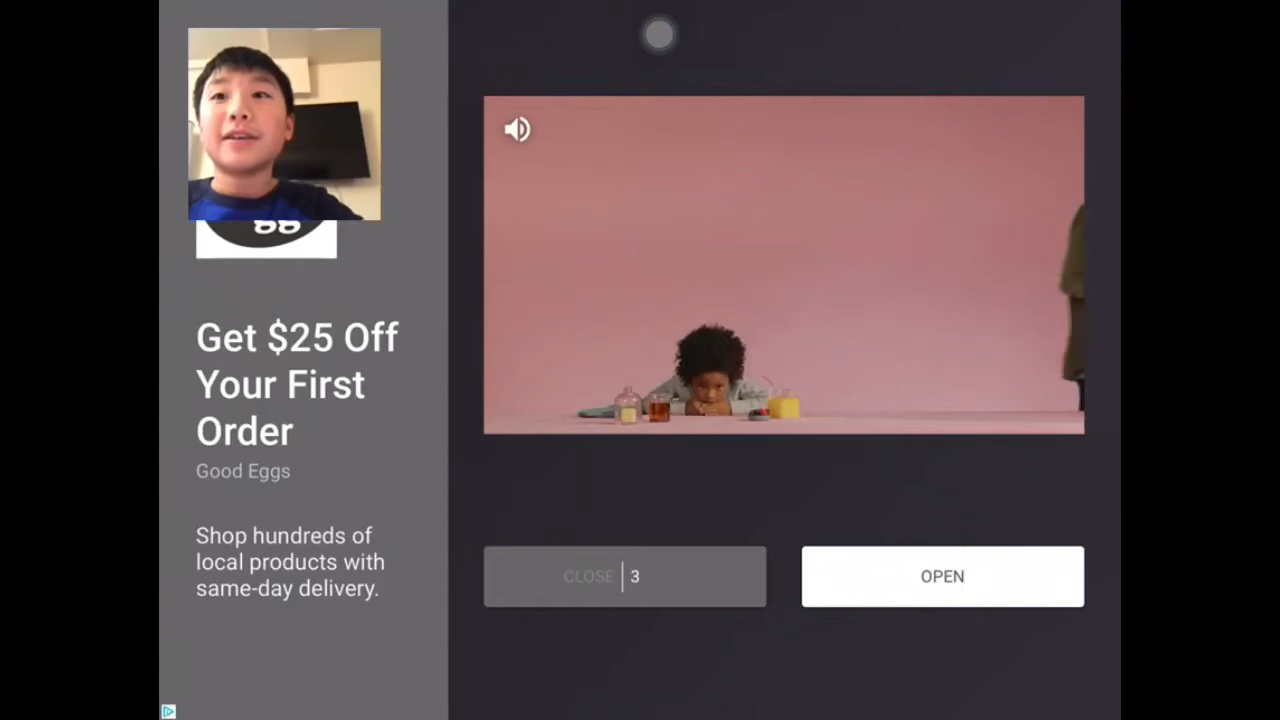 gg
Get $25 Off
Your First
Order
Good Eggs
Shop hundreds of
local products with
same-day delivery.
CLOSE 3
OPEN